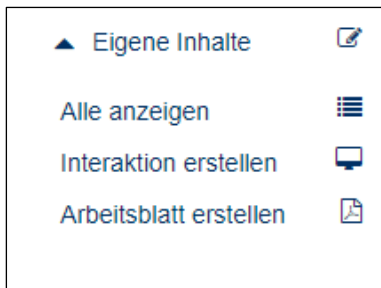 Eigene Inhalte
Alle anzeigen
Interaktion erstellen
Arbeitsblatt erstellen